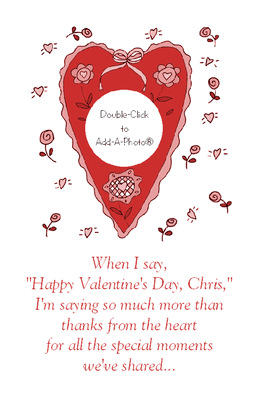 Double-Click
to
Add-A-Photo®
When I say,
"Happy Valentine's Day, Chris,"
I'm saying so much more than
thanks from the heart
for all the special moments
we've shared...